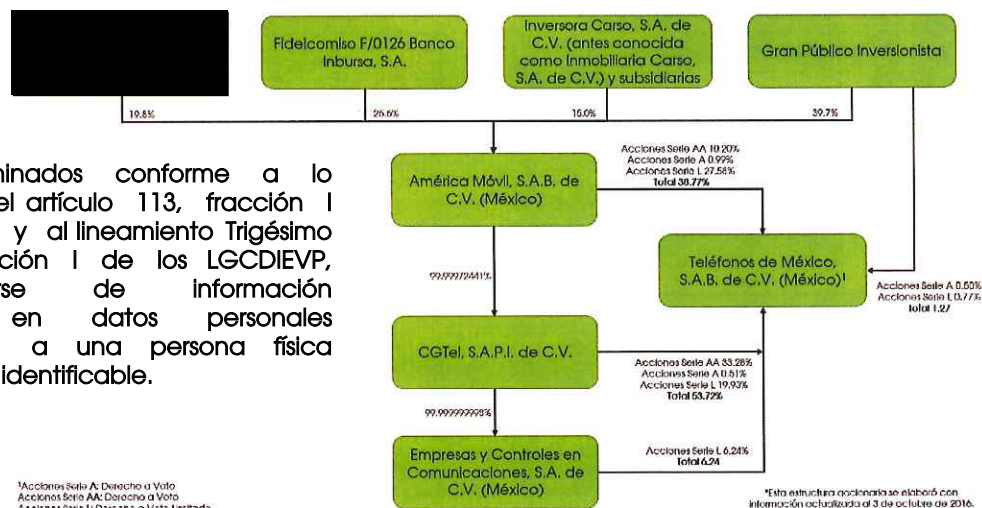 Fideicomiso F/0126 Banco
Inbursa, S.A.
Inversora Carso, S.A. de
C.V. (antes conocida
como Inmobiliaria Carso,
S.A. de C.V.) y subsidiarias
Gran Público Inversionista
19.8%
25.5%
15.0%
39.7%
minados conforme a lo
el artículo 113, fracción I
y al lineamiento Trigésimo
ción I de los LGCDIEVP,
rse de información
en datos personales
a una persona física
identificable.
América Móvil, S.A.B. de
C.V. (México)
Acciones Serie AA 10.20%
Acciones Serie A 0.99%
Acciones Serie L 27.58%
Total 38.77%
Teléfonos de México,
S.A.B. de C.V. (México)¹
Acciones Serie A 0.50%
Acciones Serie L 0.77%
Total 1.27
99.99972441%
CGTel, S.A.P.I. de C.V.
Acciones Serie AA 33.28%
Acciones Serie A 0.51%
Acciones Serie L 19.93%
Total 53.72%
99.999999998%
Empresas y Controles en
Comunicaciones, S.A. de
C.V. (México)
Acciones Serie L 6.24%
Total 6.24
¹Acciones Serie A: Derecho a Voto
Acciones Serie AA: Derecho a Voto
Acciones Serie L: Derecho a Voto Limitado
*Esta estructura accionaria se elaboró con
información actualizada al 3 de octubre de 2016.